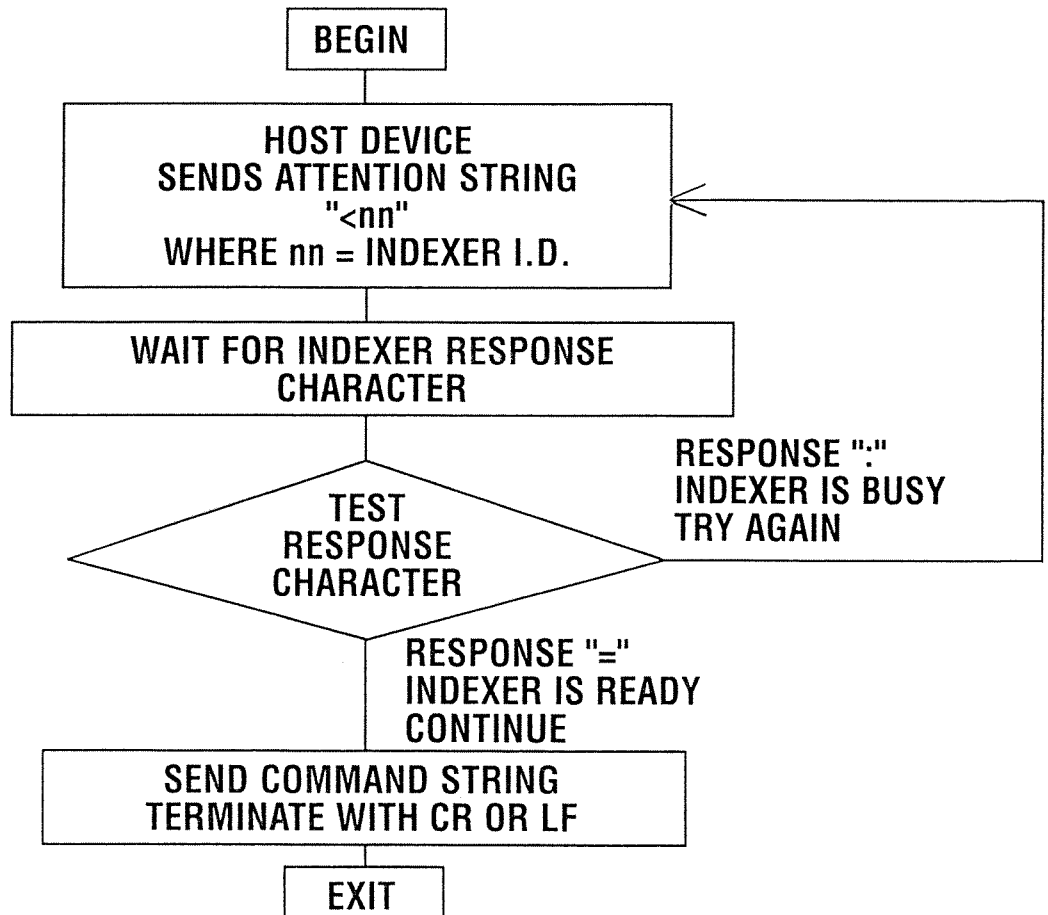 BEGIN
HOST DEVICE
SENDS ATTENTION STRING
"<nn"
WHERE nn = INDEXER I.D.
WAIT FOR INDEXER RESPONSE
CHARACTER
TEST
RESPONSE
CHARACTER
RESPONSE ":"
INDEXER IS BUSY
TRY AGAIN
RESPONSE "="
INDEXER IS READY
CONTINUE
SEND COMMAND STRING
TERMINATE WITH CR OR LF
EXIT